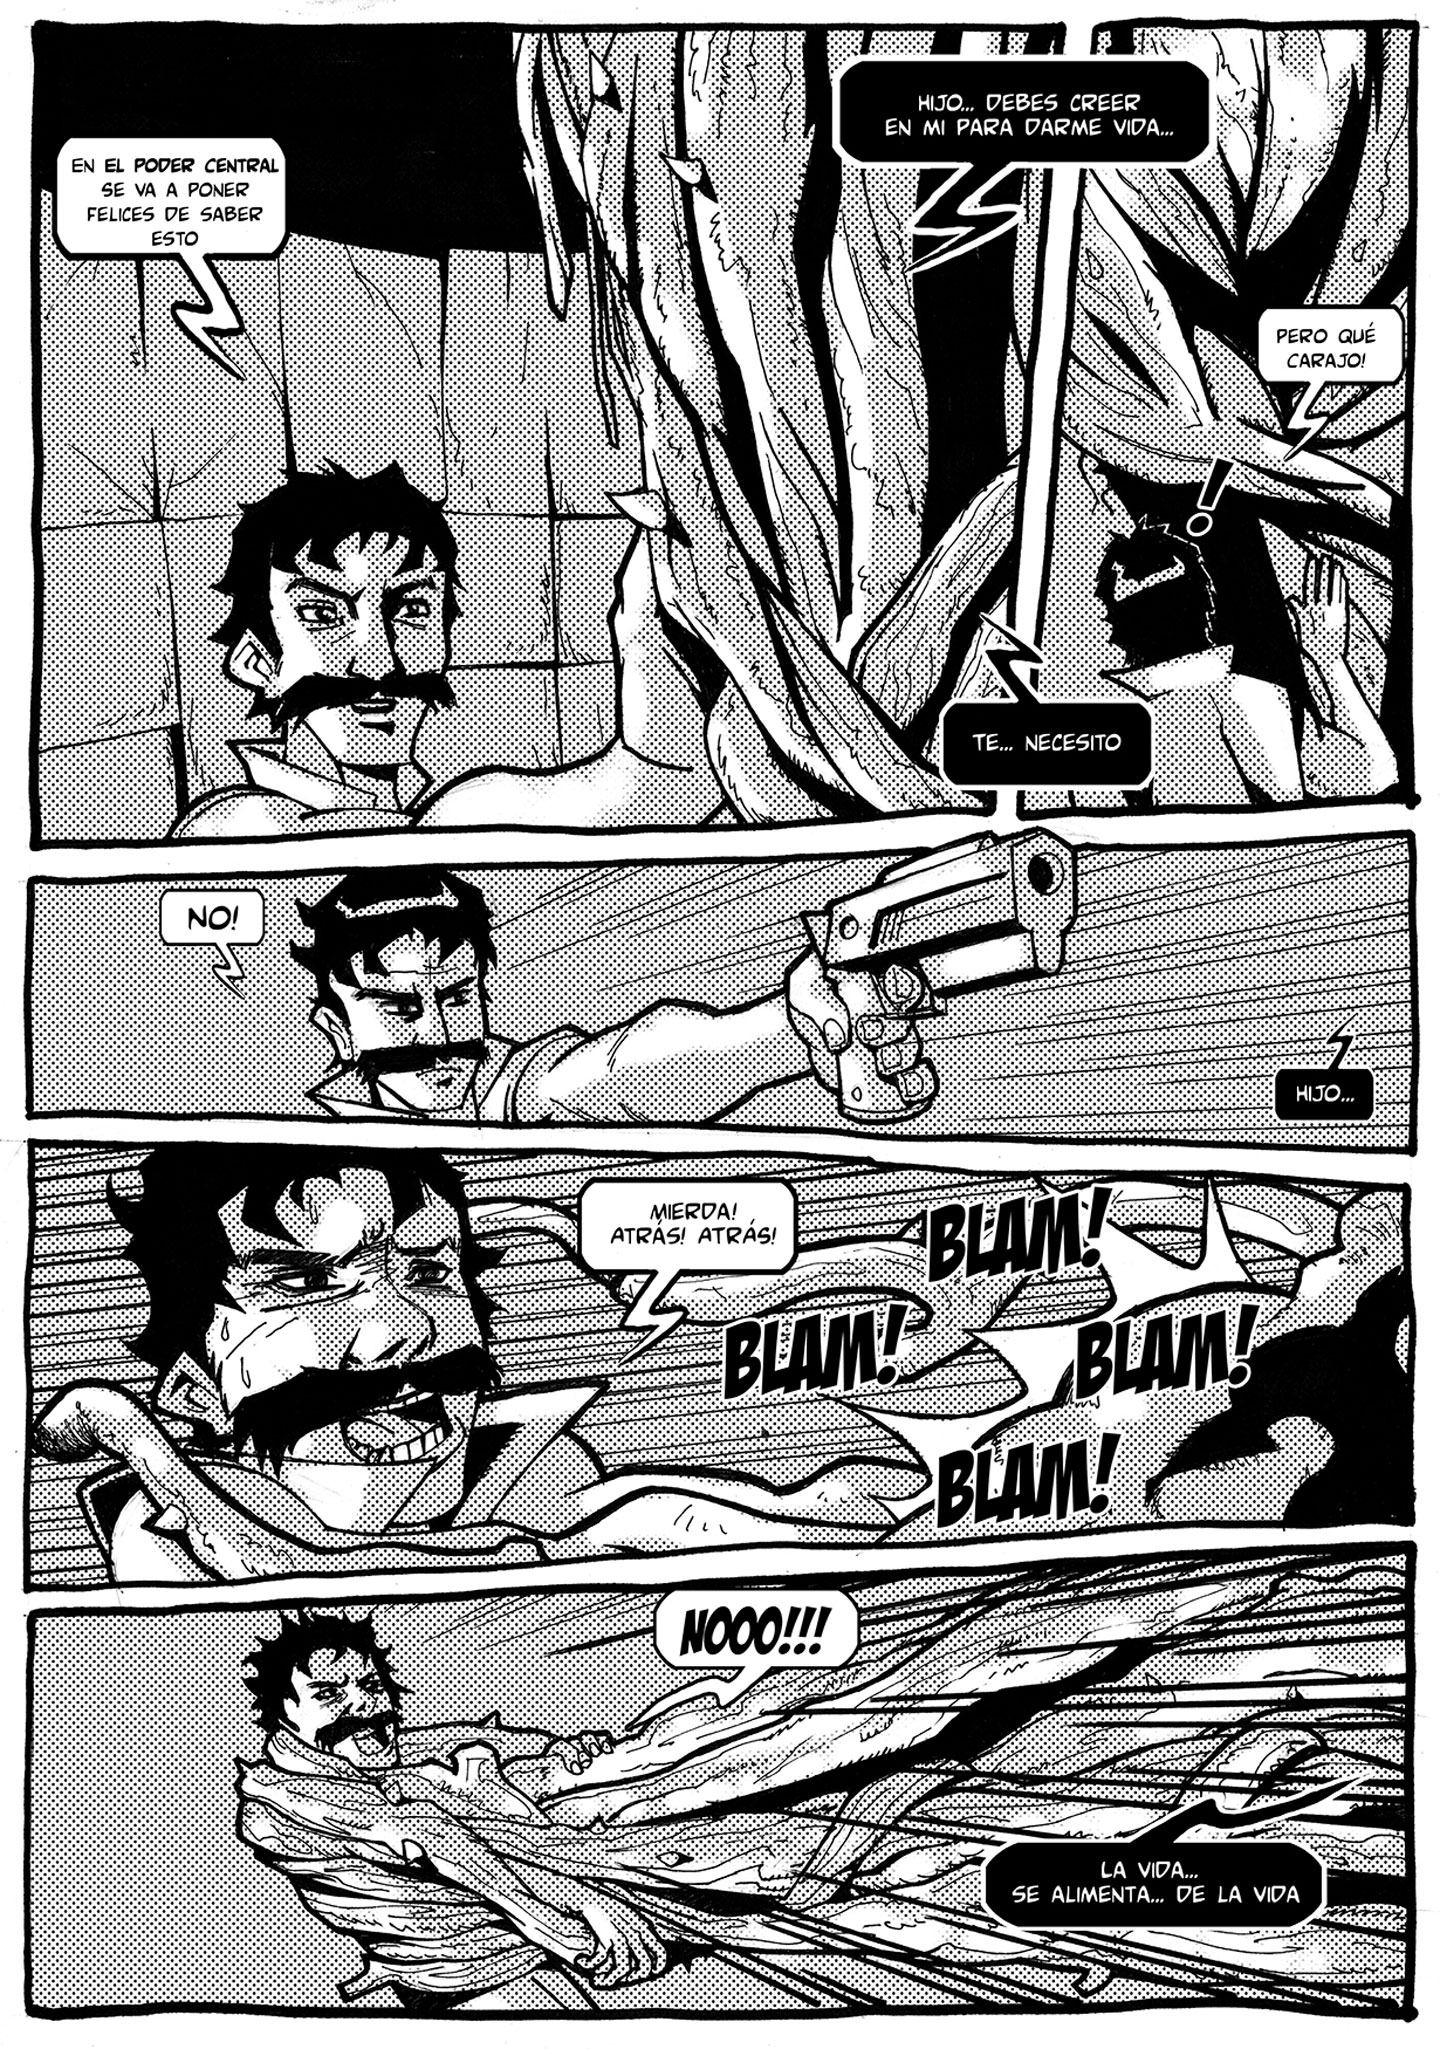 EN EL PODER CENTRAL
SE VA A PONER
FELICES DE SABER
ESTO
HIJO... DEBES CREER
EN MI PARA DARME VIDA...
PERO QUÉ
CARAJO!
!
TE... NECESITO
NO!
HIJO...
MIERDA!
ATRÁS! ATRÁS!
BLAM!
BLAM!
BLAM!
BLAM!
NOOO!!!
LA VIDA...
SE ALIMENTA... DE LA VIDA